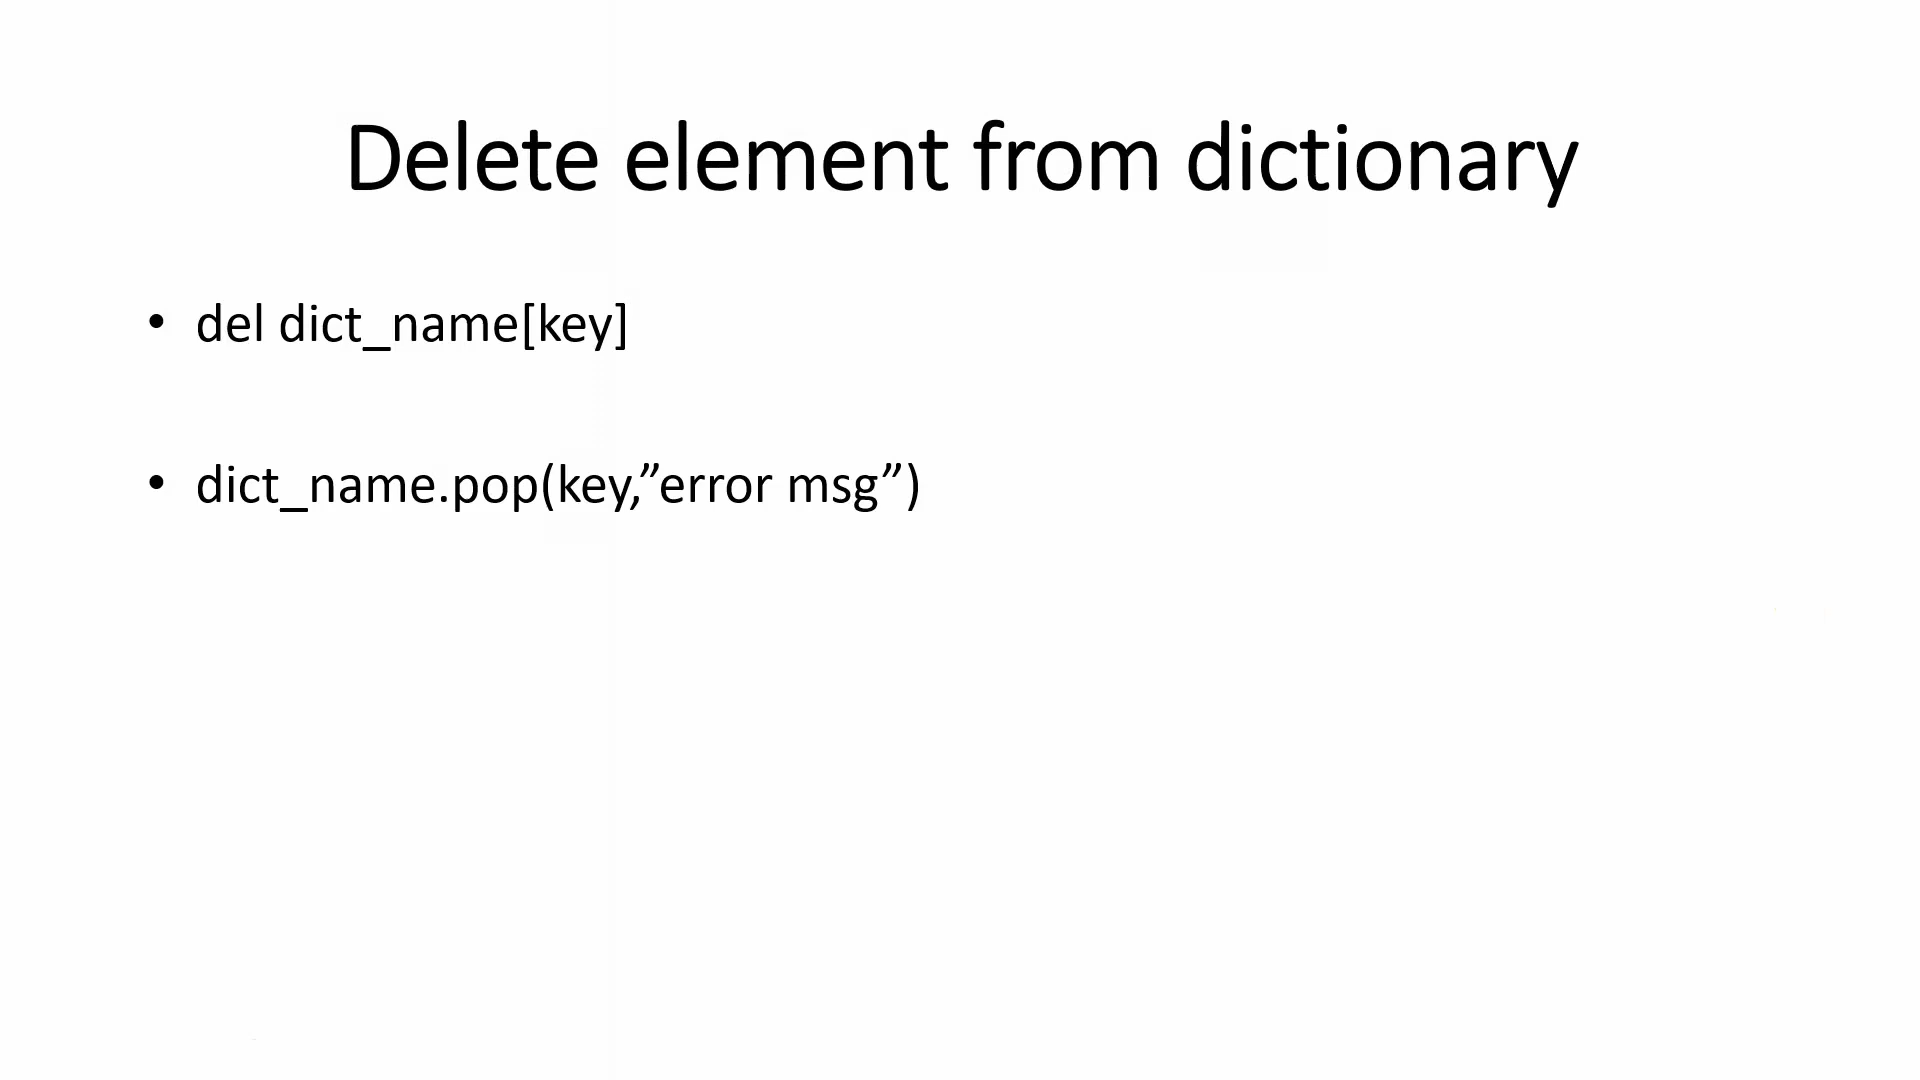 Delete element from dictionary
• del dict_name[key]
• dict_name.pop(key,”error msg”)